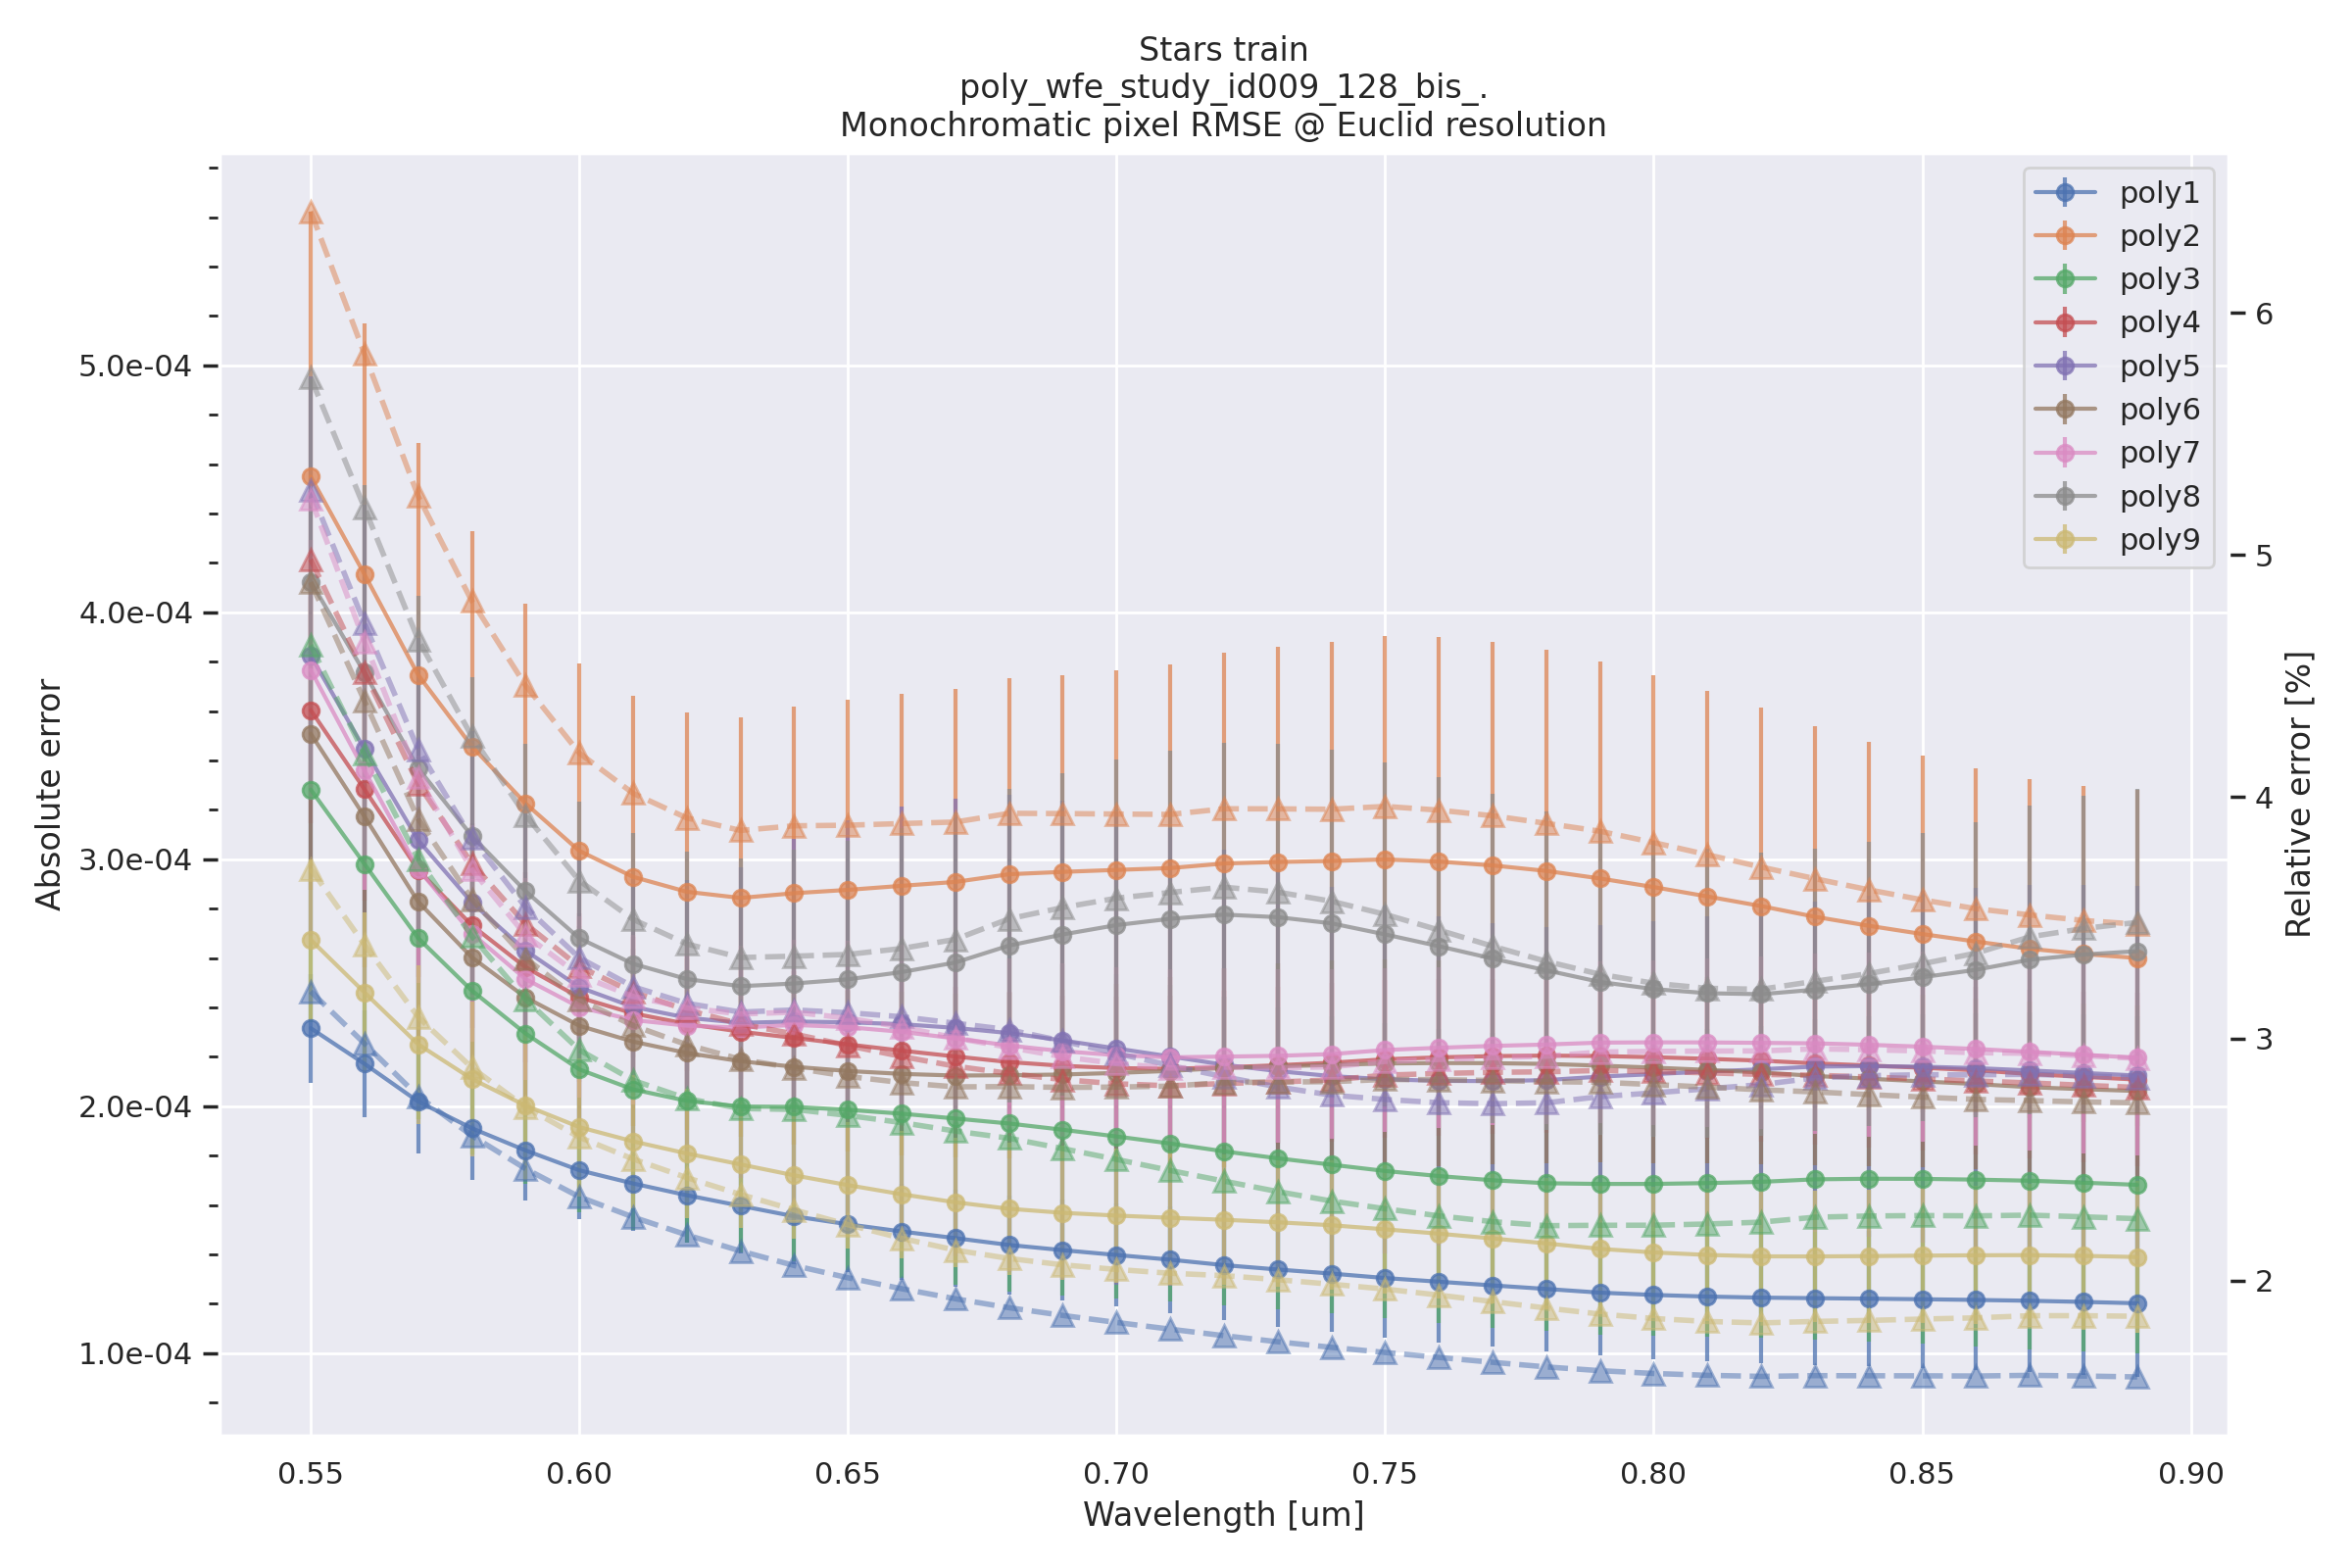 Stars train
poly_wfe_study_id009_128_bis_.
Monochromatic pixel RMSE @ Euclid resolution
poly1
poly2
poly3
poly4
poly5
poly6
poly7
poly8
poly9
5.0e-04
4.0e-04
3.0e-04
2.0e-04
1.0e-04
Absolute error
6
5
4
3
2
Relative error [%]
0.55 0.60 0.65 0.70 0.75 0.80 0.85 0.90
Wavelength [um]